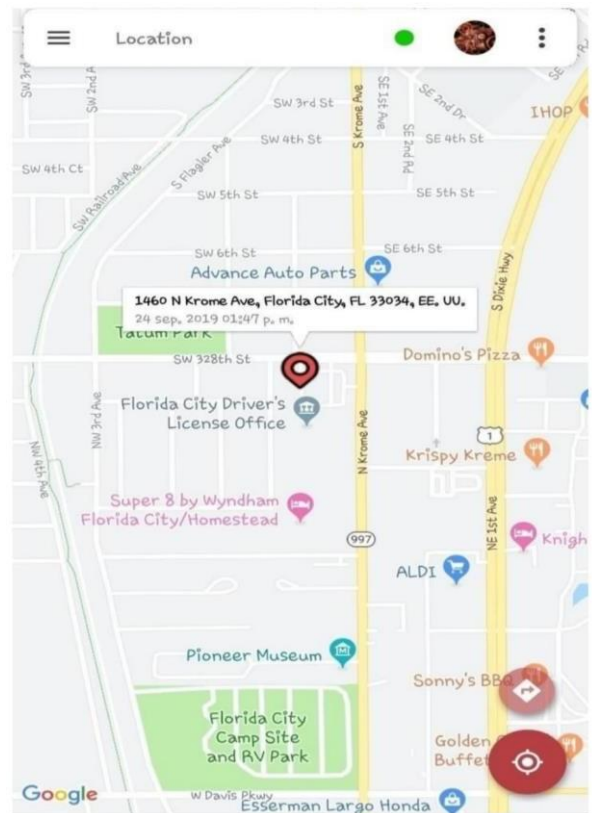 Location
SW 3rd
SW 2nd A
SW 3rd St
S Krome Ave
SE 1st Ave
SE 2nd Dr
SE
IHOP
SW 4th St
SE 2nd Rd
SE 4th St
SW 4th Ct
S Flagler Ave
SW Railroad Ave
SW 5th St
SE 5th St
SW 6th St
SE 6th St
Advance Auto Parts
S Dixie Hwy
1460 N Krome Ave, Florida City, FL 33034, EE. UU.
24 sep. 2019 01:47 p. m.
Tatum Park
SW 328th St
Domino's Pizza
Florida City Driver's
License Office
NW 3rd Ave
N Krome Ave
1
NW 4th Ave
Krispy Kreme
Super 8 by Wyndham
Florida City/Homestead
NE 1st Ave
997
Knigh
ALDI
Pioneer Museum
Sonny's BBQ
Florida City
Camp Site
and RV Park
Golden
Buffet
Google
W Davis Pkwy
Esserman Largo Honda